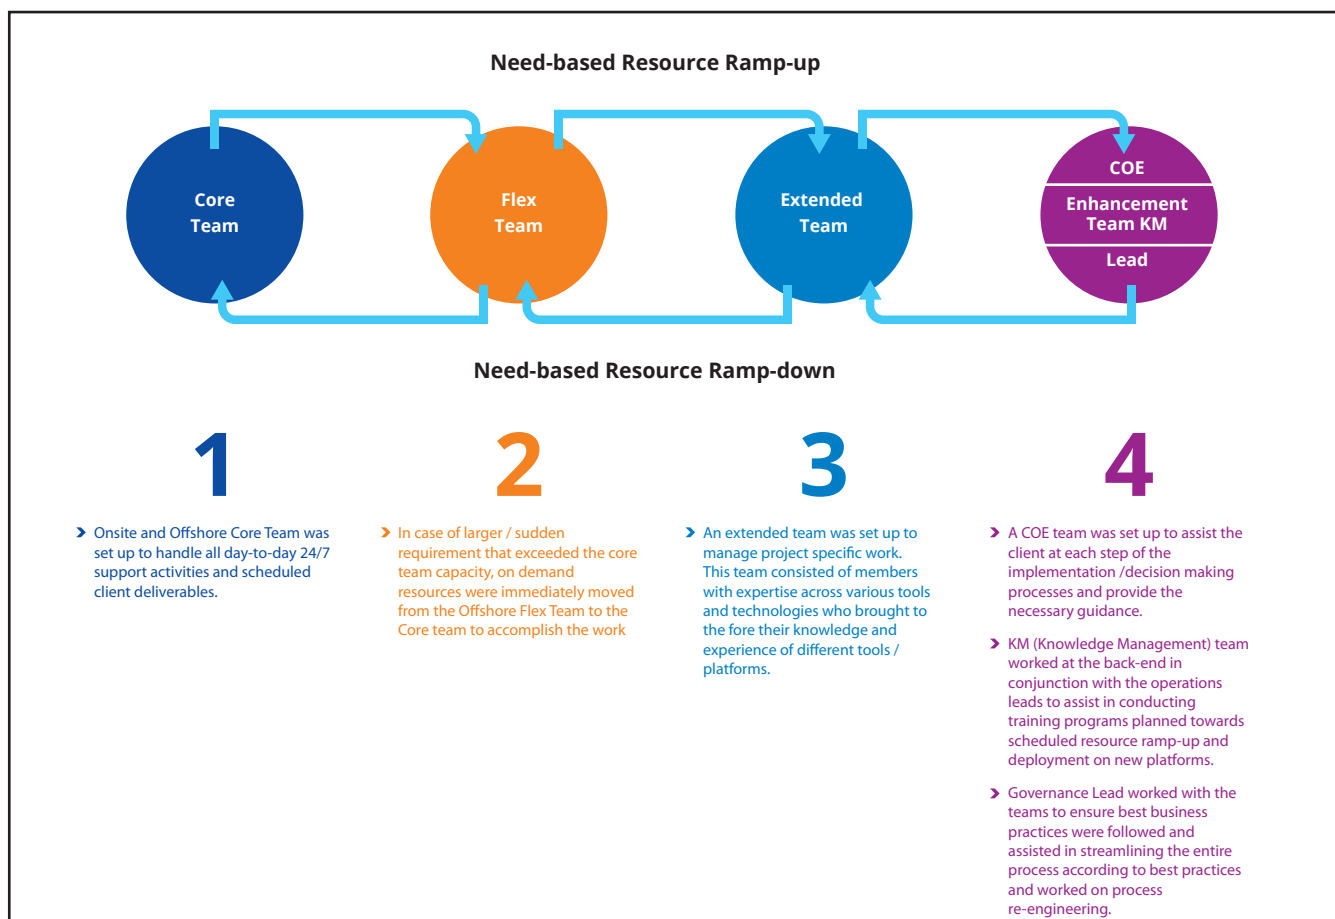 Need-based Resource Ramp-up
Core
Team
Flex
Team
Extended
Team
COE
Enhancement
Team KM
Lead
Need-based Resource Ramp-down
1
❯ Onsite and Offshore Core Team was
set up to handle all day-to-day 24/7
support activities and scheduled
client deliverables.
2
❯ In case of larger / sudden
requirement that exceeded the core
team capacity, on demand
resources were immediately moved
from the Offshore Flex Team to the
Core team to accomplish the work
3
❯ An extended team was set up to
manage project specific work.
This team consisted of members
with expertise across various tools
and technologies who brought to
the fore their knowledge and
experience of different tools /
platforms.
4
❯ A COE team was set up to assist the
client at each step of the
implementation /decision making
processes and provide the
necessary guidance.
❯ KM (Knowledge Management) team
worked at the back-end in
conjunction with the operations
leads to assist in conducting
training programs planned towards
scheduled resource ramp-up and
deployment on new platforms.
❯ Governance Lead worked with the
teams to ensure best business
practices were followed and
assisted in streamlining the entire
process according to best practices
and worked on process
re-engineering.